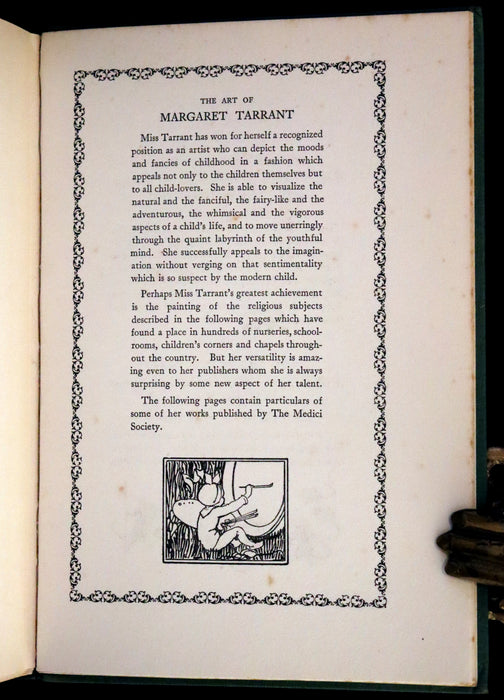 THE ART OF
MARGARET TARRANT
Miss Tarrant has won for herself a recognized
position as an artist who can depict the moods
and fancies of childhood in a fashion which
appeals not only to the children themselves but
to all child-lovers. She is able to visualize the
natural and the fanciful, the fairy-like and the
adventurous, the whimsical and the vigorous
aspects of a child's life, and to move unerringly
through the quaint labyrinth of the youthful
mind. She successfully appeals to the imagin-
ation without verging on that sentimentality
which is so suspect by the modern child.
Perhaps Miss Tarrant's greatest achievement
is the painting of the religious subjects
described in the following pages which have
found a place in hundreds of nurseries, school-
rooms, children's corners and chapels through-
out the country. But her versatility is amaz-
ing even to her publishers whom she is always
surprising by some new aspect of her talent.
The following pages contain particulars of
some of her works published by The Medici
Society.